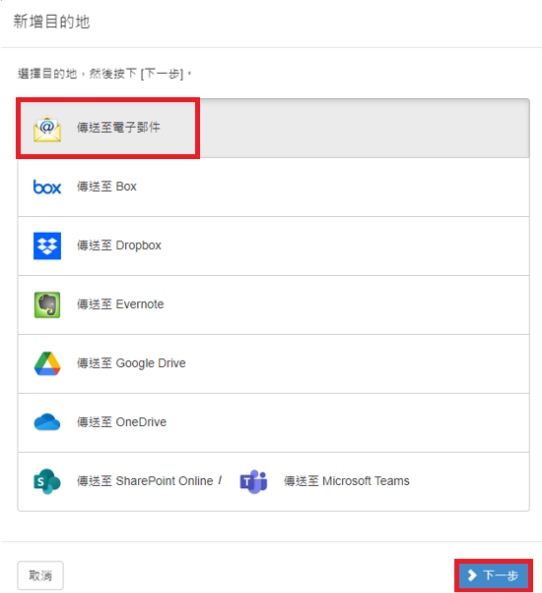 新增目的地
選擇目的地，然後按下 [下一步]。
傳送至電子郵件
box 傳送至 Box
傳送至 Dropbox
傳送至 Evernote
傳送至 Google Drive
傳送至 OneDrive
傳送至 SharePoint Online / 傳送至 Microsoft Teams
取消 下一步